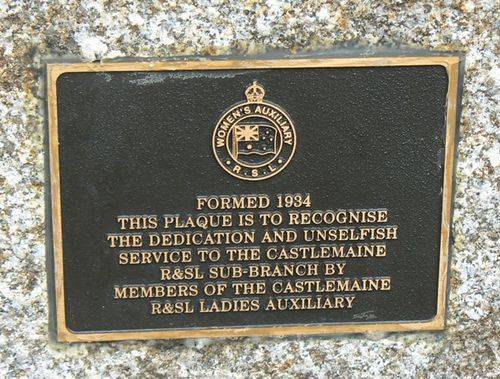 WOMEN'S AUXILIARY
R.S.L
FORMED 1934
THIS PLAQUE IS TO RECOGNISE
THE DEDICATION AND UNSELFISH
SERVICE TO THE CASTLEMAINE
R&SL SUB-BRANCH BY
MEMBERS OF THE CASTLEMAINE
R&SL LADIES AUXILIARY